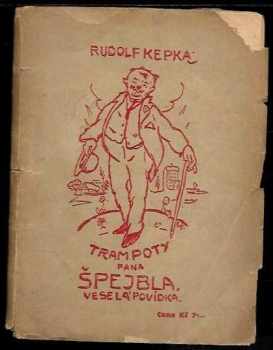 RUDOLF KEPKA:
TRAMPOTY
PANA
ŠPEJBLA.
VESELÁ POVÍDKA.
Cena Kč 7—